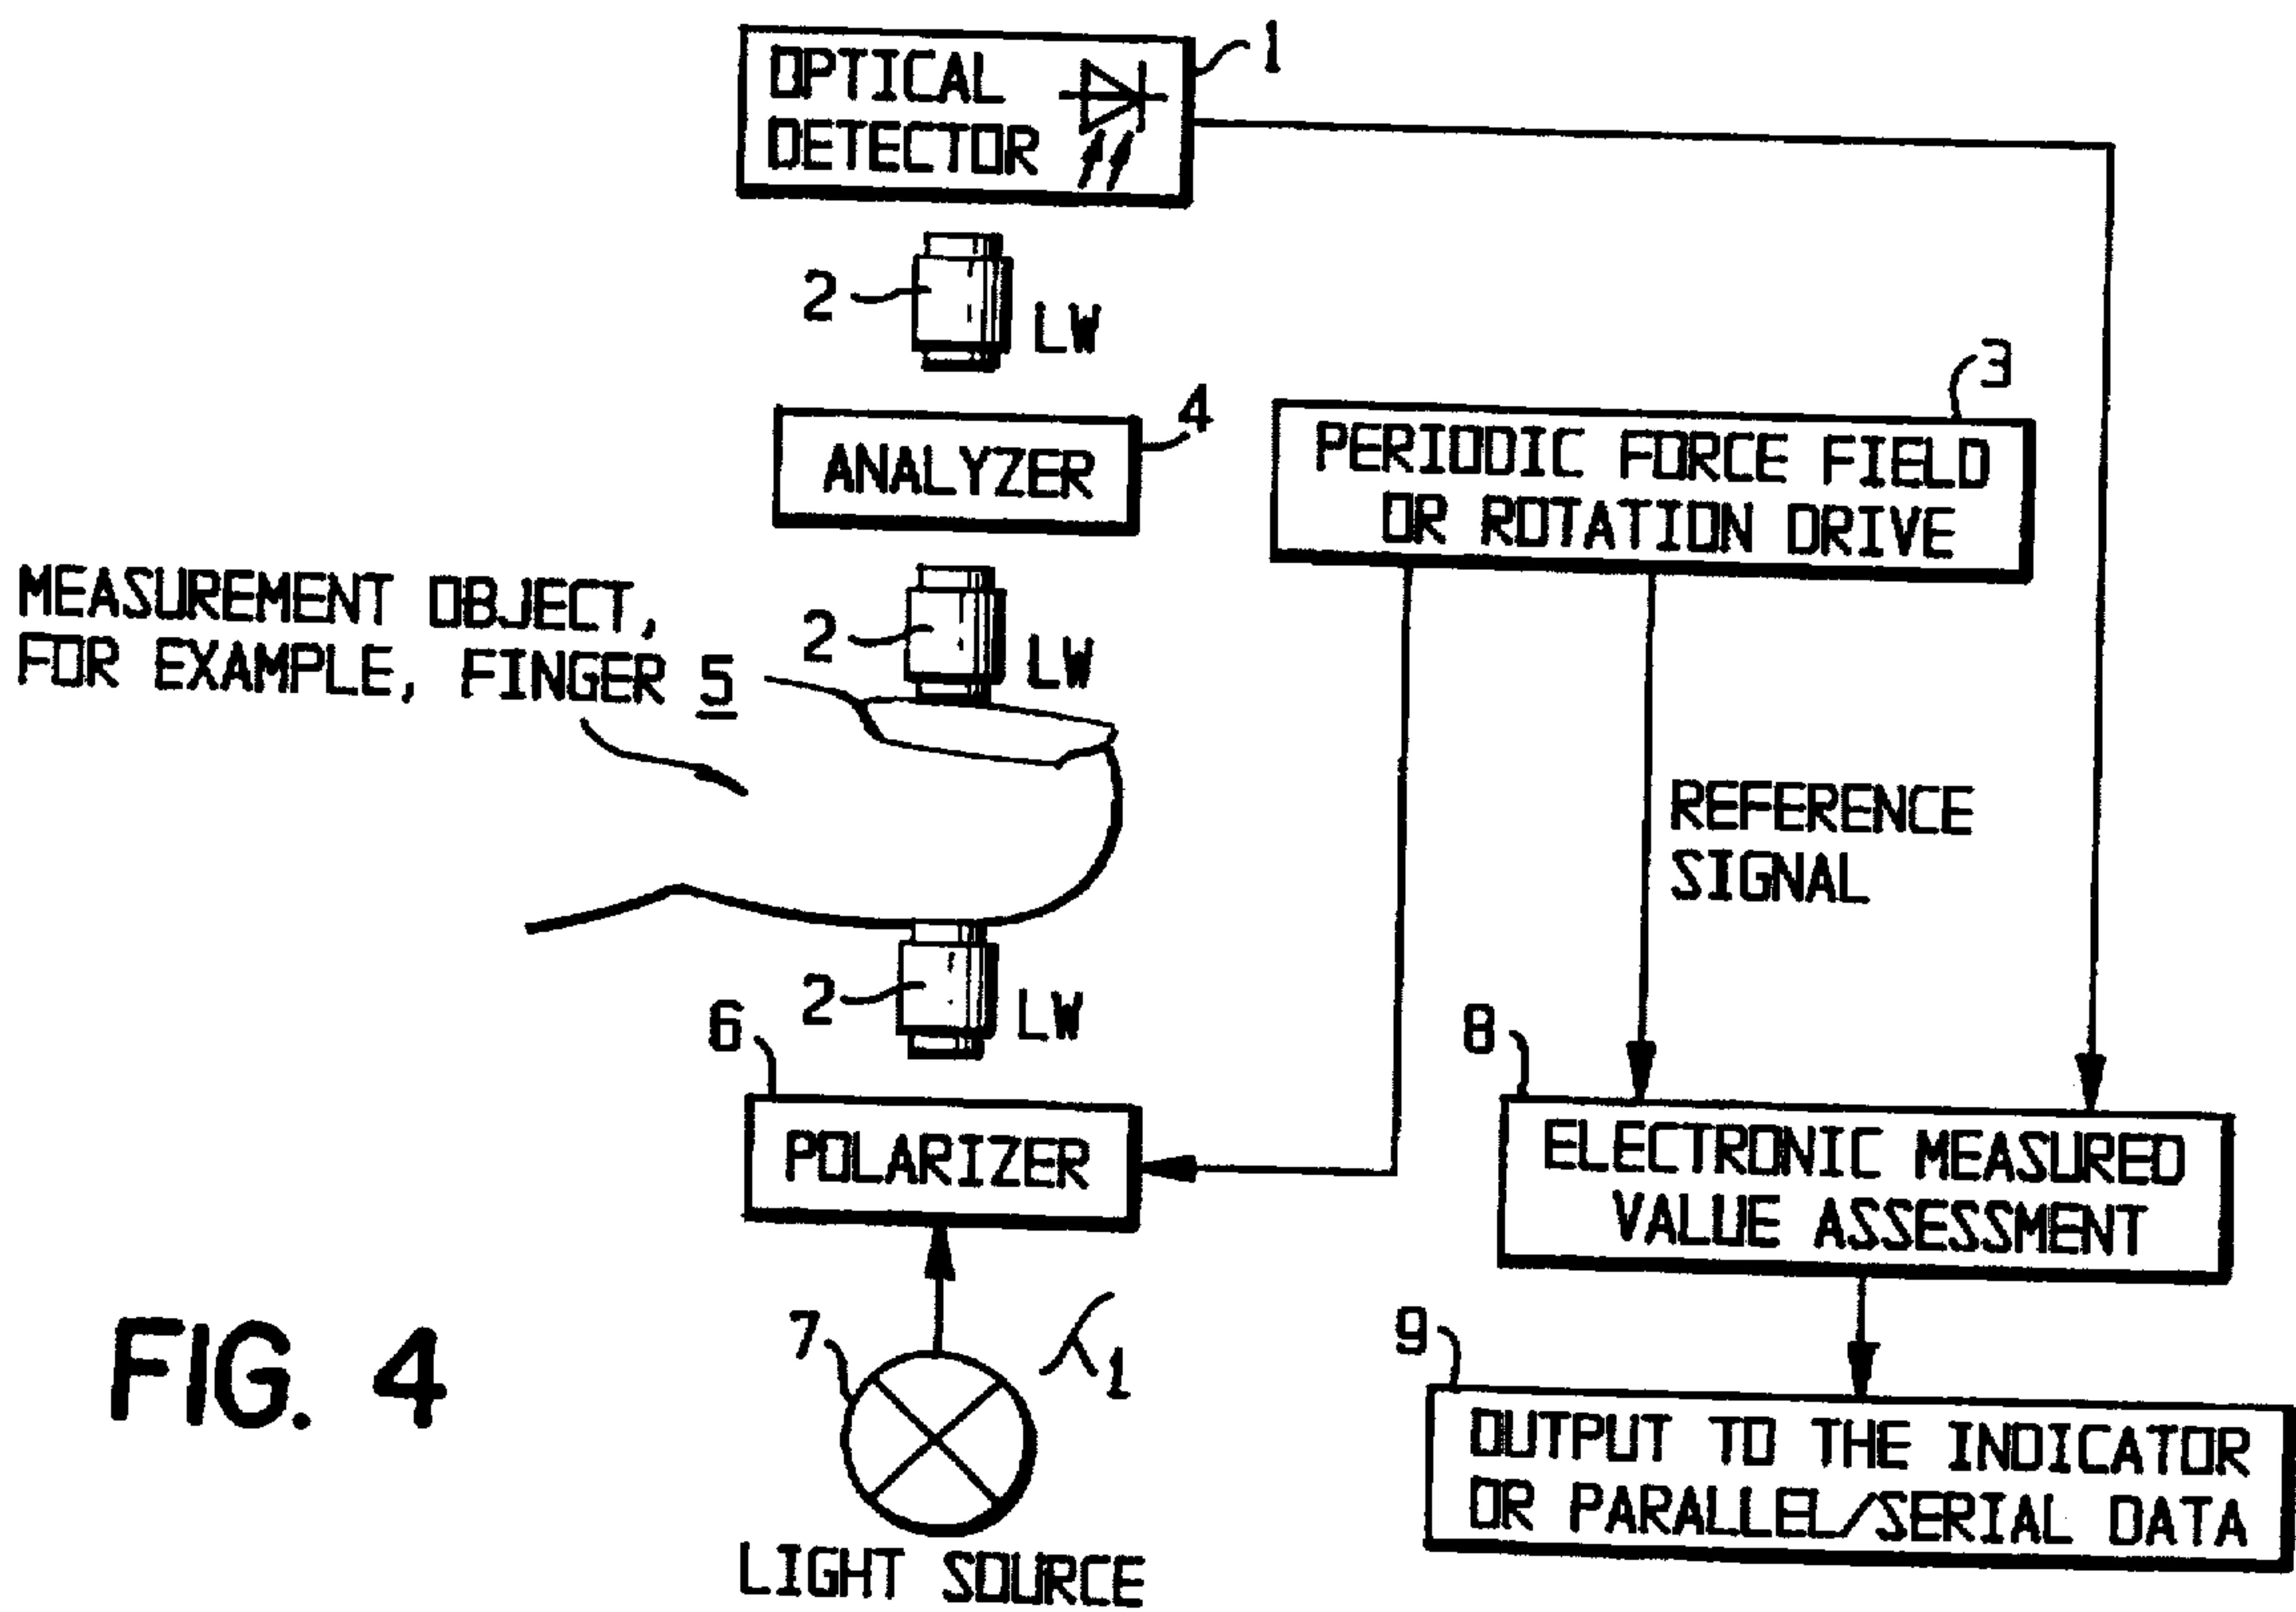 OPTICAL
DETECTOR
1
2
LW
ANALYZER
4
PERIODIC FORCE FIELD
OR ROTATION DRIVE
3
MEASUREMENT OBJECT,
FOR EXAMPLE, FINGER 5
2
LW
REFERENCE
SIGNAL
2
LW
6
POLARIZER
8
ELECTRONIC MEASURED
VALUE ASSESSMENT
7
λ1
LIGHT SOURCE
9
OUTPUT TO THE INDICATOR
OR PARALLEL/SERIAL DATA
FIG. 4